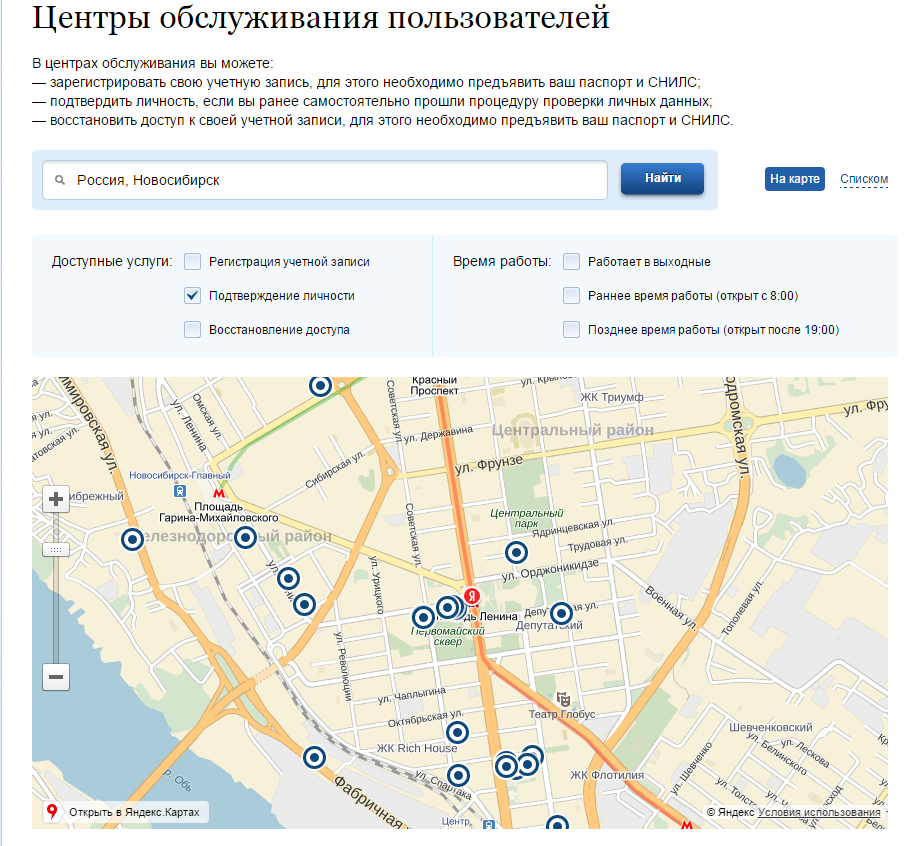 Центры обслуживания пользователей
В центрах обслуживания вы можете:
— зарегистрировать свою учетную запись, для этого необходимо предъявить ваш паспорт и СНИЛС;
— подтвердить личность, если вы ранее самостоятельно прошли процедуру проверки личных данных;
— восстановить доступ к своей учетной записи, для этого необходимо предъявить ваш паспорт и СНИЛС.
Россия, Новосибирск
Найти
На карте
Списком
Доступные услуги:
Регистрация учетной записи
Подтверждение личности
Восстановление доступа
Время работы:
Работает в выходные
Раннее время работы (открыт с 8:00)
Позднее время работы (открыт после 19:00)
Красный
Проспект
ЖК Триумф
Омская ул.
ул. Ленина
Советская ул.
ул. Державина
Центральный район
ул. Фрунзе
Сибирская ул.
Новосибирск-Главный
Площадь
Гарина-Михайловского
Центральный
парк
Ядринцевская ул.
Трудовая ул.
ул. Орджоникидзе
Советская ул.
ул. Урицкого
Я
Первомайский
сквер
Депутатский
Военная ул.
Тополевая ул.
ул. Революции
ул. Чаплыгина
Октябрьская ул.
Театр Глобус
ЖК Rich House
ул. Спартака
ЖК Флотилия
Шевченковский
ул. Шевченко
ул. Белинского
ул. Лескова
р. Обь
Фабричная ул.
Открыть в Яндекс.Картах
© Яндекс Условия использования